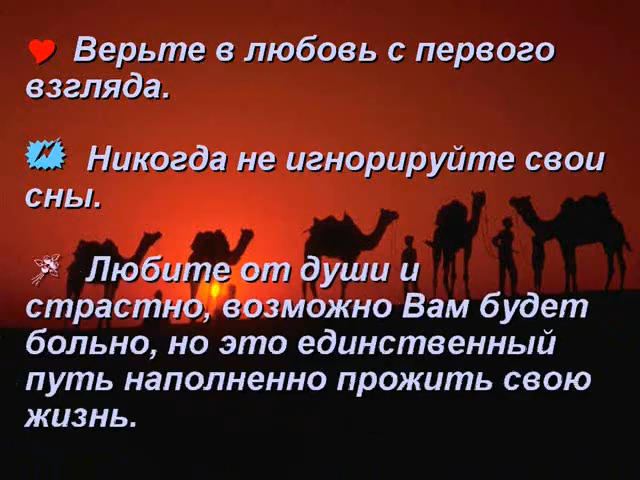 Верьте в любовь с первого
взгляда.
Никогда не игнорируйте свои
сны.
Любите от души и
страстно, возможно Вам будет
больно, но это единственный
путь наполненно прожить свою
жизнь.